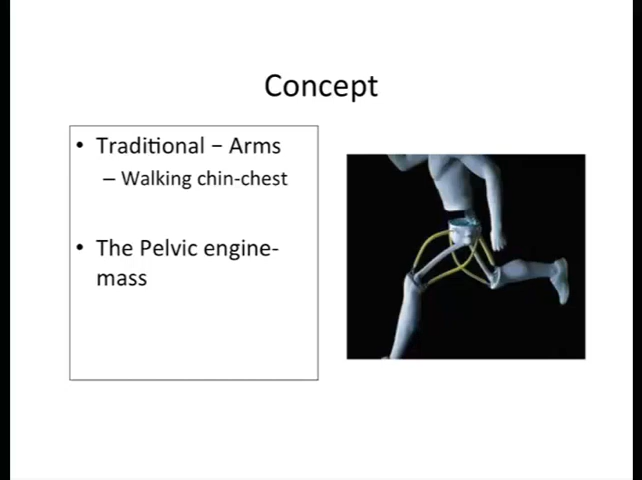 Concept
• Traditional – Arms
– Walking chin-chest
• The Pelvic engine-
mass